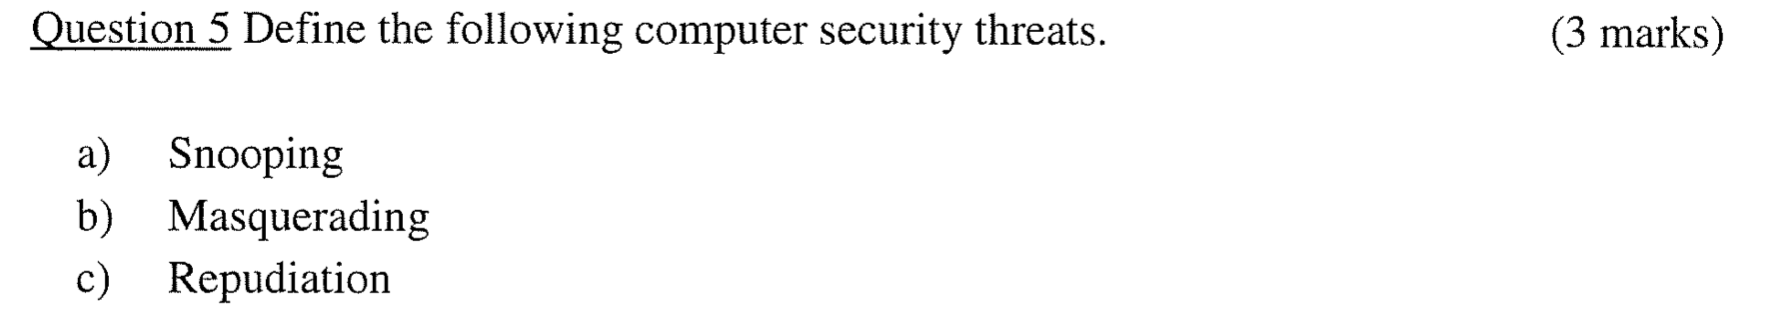 Question 5 Define the following computer security threats. (3 marks)
a) Snooping
b) Masquerading
c) Repudiation